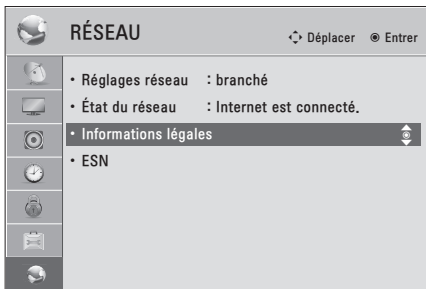 RÉSEAU
Déplacer Entrer
• Réglages réseau : branché
• État du réseau : Internet est connecté.
• Informations légales
• ESN